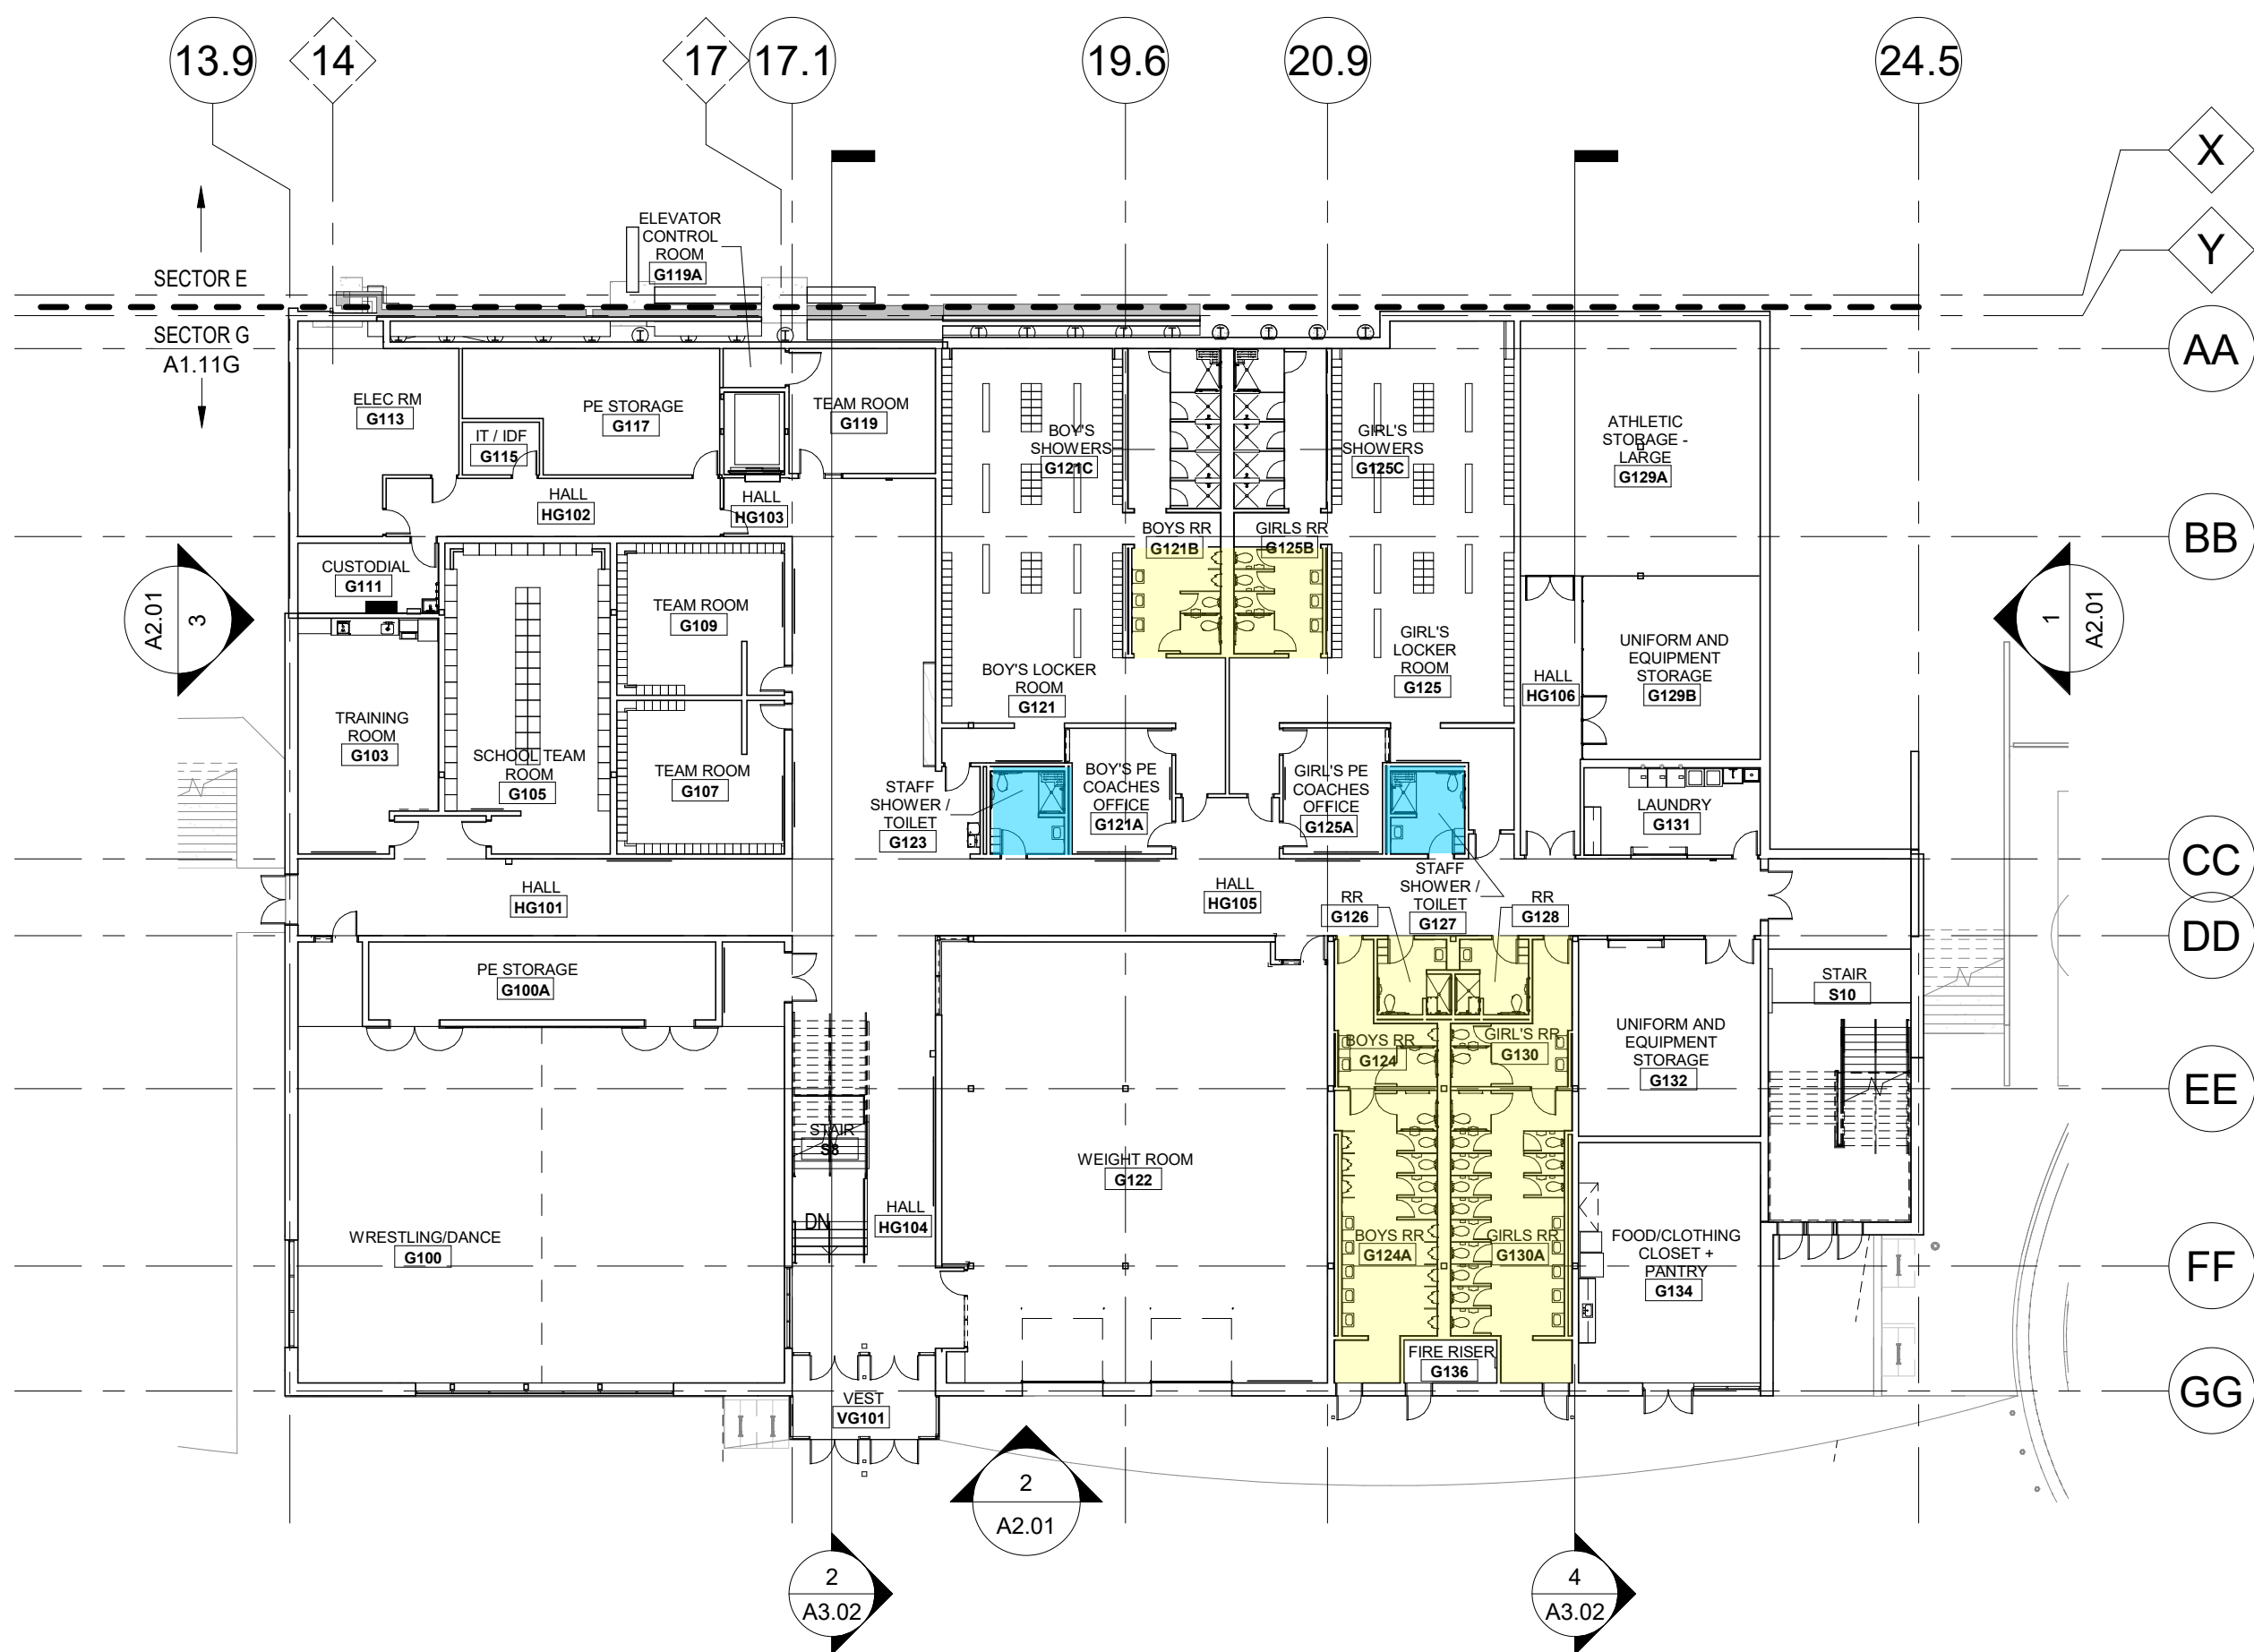 13.9
14
17
17.1
19.6
20.9
24.5
X
Y
AA
BB
CC
DD
EE
FF
GG
SECTOR E
SECTOR G
A1.11G
ELEVATOR
CONTROL
ROOM
G119A
ELEC RM
G113
IT / IDF
G115
PE STORAGE
G117
TEAM ROOM
G119
BOY'S
SHOWERS
G121C
GIRL'S
SHOWERS
G125C
ATHLETIC
STORAGE -
LARGE
G129A
HALL
HG102
HALL
HG103
BOYS RR
G121B
GIRLS RR
G125B
CUSTODIAL
G111
TEAM ROOM
G109
A2.01
3
1
A2.01
UNIFORM AND
EQUIPMENT
STORAGE
G129B
GIRL'S
LOCKER
ROOM
G125
BOY'S LOCKER
ROOM
G121
HALL
HG106
TRAINING
ROOM
G103
SCHOOL TEAM
ROOM
G105
TEAM ROOM
G107
STAFF
SHOWER /
TOILET
G123
BOY'S PE
COACHES
OFFICE
G121A
GIRL'S PE
COACHES
OFFICE
G125A
LAUNDRY
G131
HALL
HG101
HALL
HG105
RR
G126
STAFF
SHOWER /
TOILET
G127
RR
G128
PE STORAGE
G100A
STAIR
S10
BOYS RR
G124
GIRL'S RR
G130
UNIFORM AND
EQUIPMENT
STORAGE
G132
STAIR
S8
WEIGHT ROOM
G122
DN
HALL
HG104
WRESTLING/DANCE
G100
BOYS RR
G124A
GIRLS RR
G130A
FOOD/CLOTHING
CLOSET +
PANTRY
G134
FIRE RISER
G136
VEST
VG101
2
A2.01
2
A3.02
4
A3.02